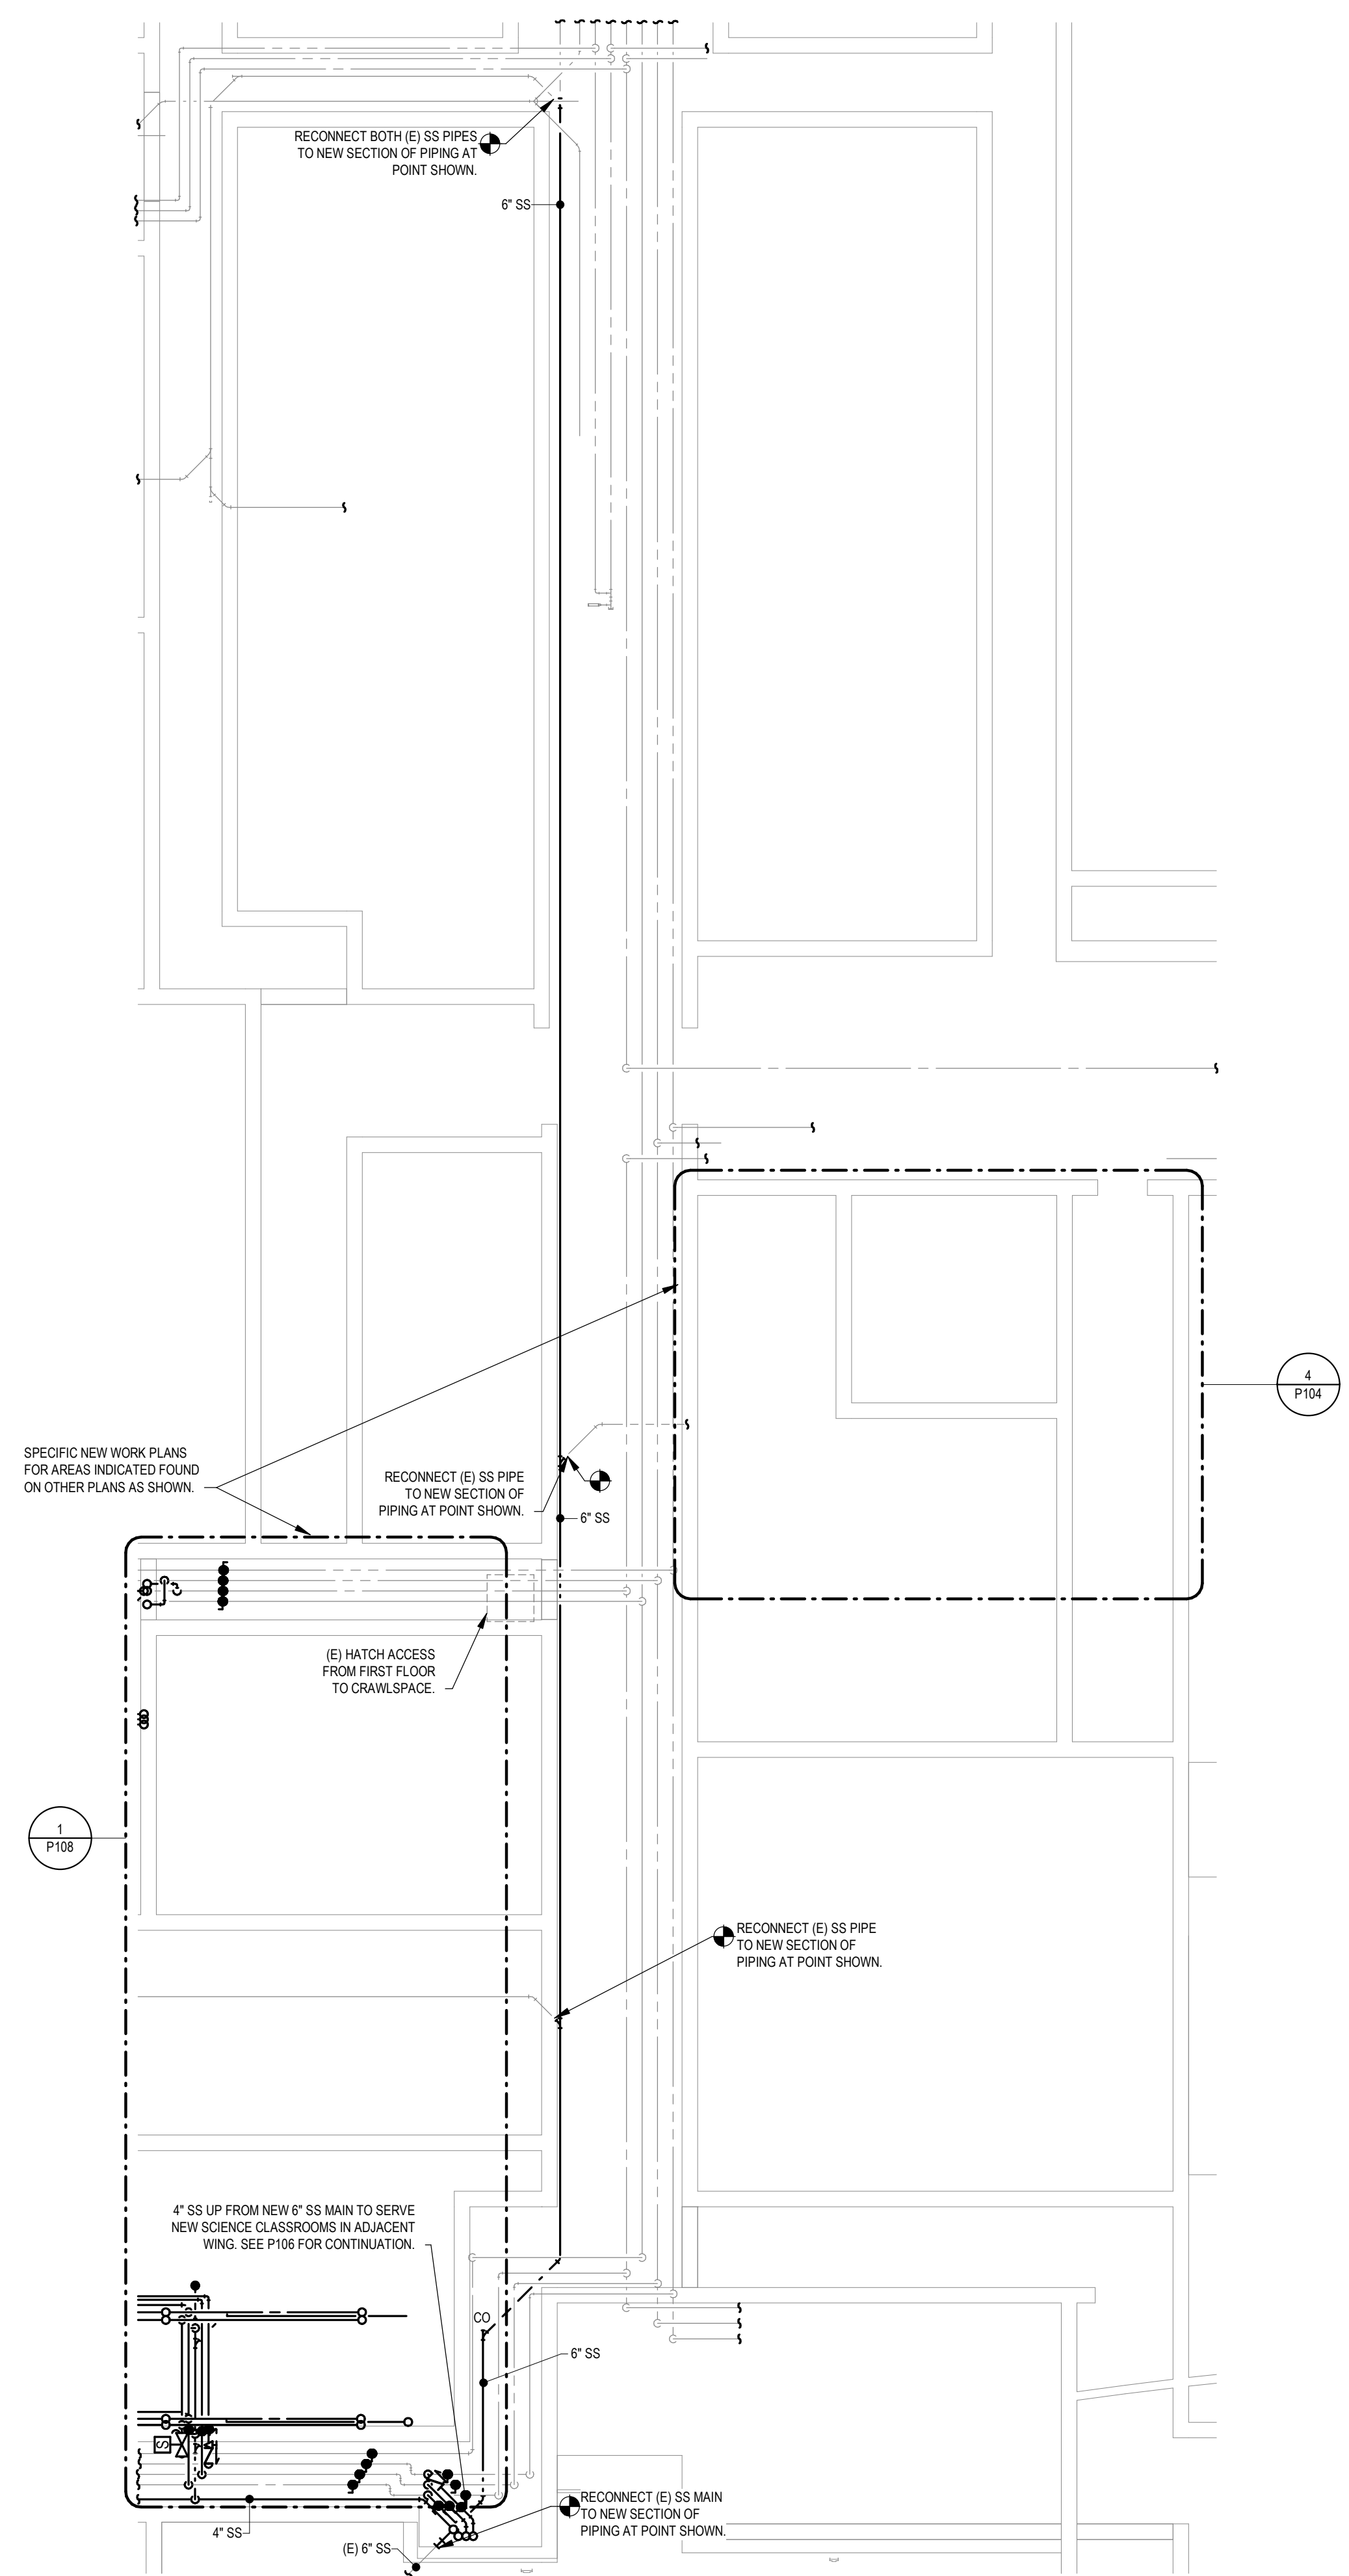 RECONNECT BOTH (E) SS PIPES
TO NEW SECTION OF PIPING AT
POINT SHOWN.
6" SS
4
P104
SPECIFIC NEW WORK PLANS
FOR AREAS INDICATED FOUND
ON OTHER PLANS AS SHOWN.
RECONNECT (E) SS PIPE
TO NEW SECTION OF
PIPING AT POINT SHOWN.
6" SS
(E) HATCH ACCESS
FROM FIRST FLOOR
TO CRAWLSPACE.
1
P108
RECONNECT (E) SS PIPE
TO NEW SECTION OF
PIPING AT POINT SHOWN.
4" SS UP FROM NEW 6" SS MAIN TO SERVE
NEW SCIENCE CLASSROOMS IN ADJACENT
WING. SEE P106 FOR CONTINUATION.
CO
6" SS
S
RECONNECT (E) SS MAIN
TO NEW SECTION OF
PIPING AT POINT SHOWN.
4" SS
(E) 6" SS